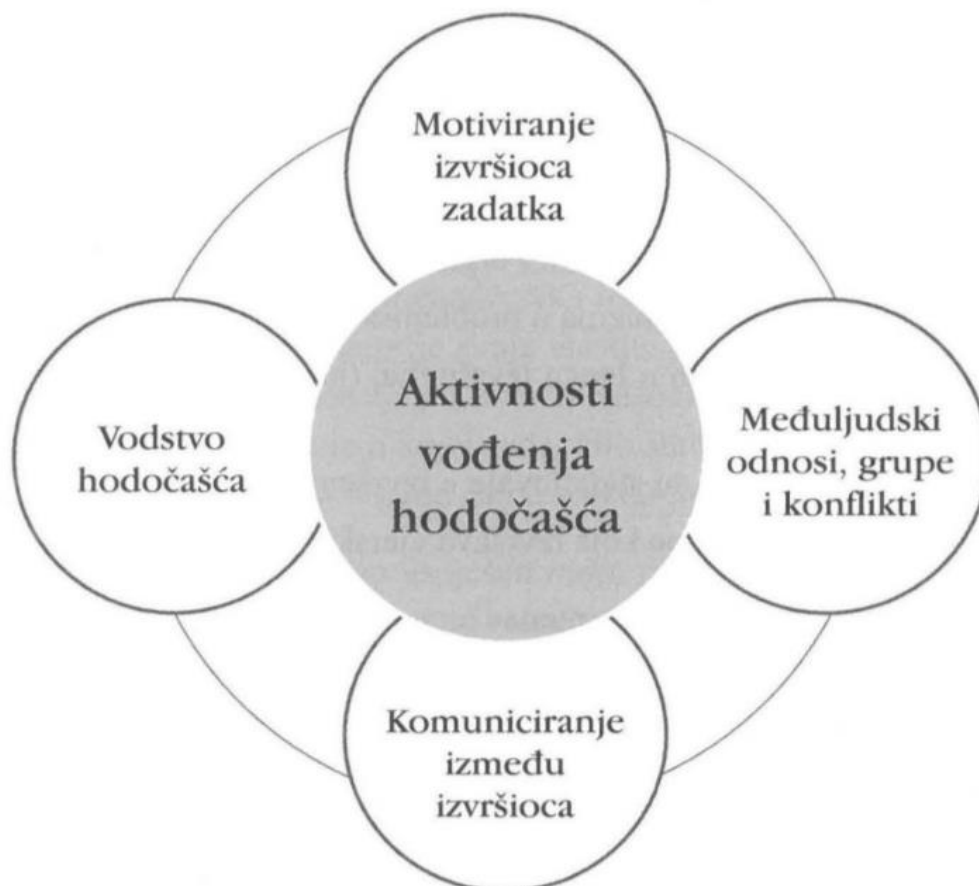 Motiviranje
izvršioca
zadatka
Vodstvo
hodočašća
Aktivnosti
vođenja
hodočašća
Međuljudski
odnosi, grupe
i konflikti
Komuniciranje
između
izvršioca